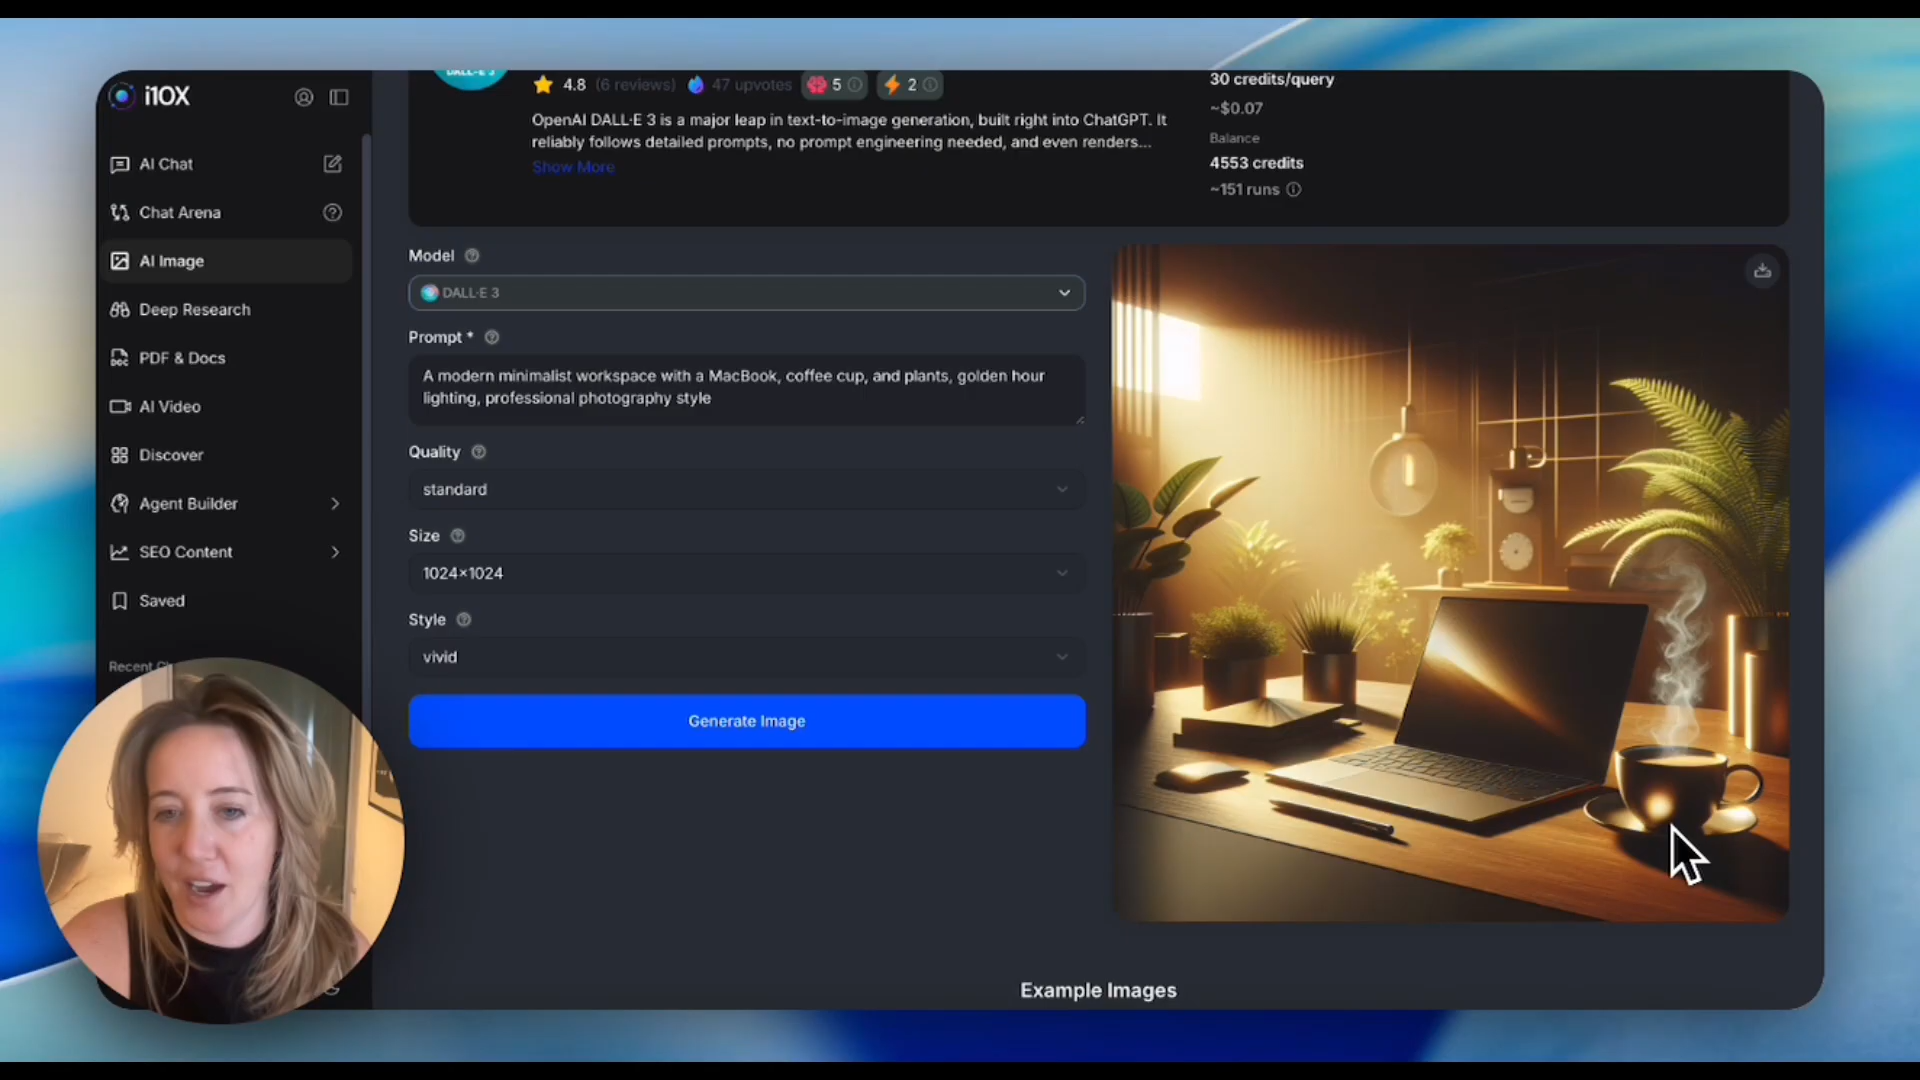 i10X
AI Chat
Chat Arena
AI Image
Deep Research
PDF & Docs
AI Video
Discover
Agent Builder
SEO Content
Saved
Recent
DALL-E 3
4.8 (6 reviews) 47 upvotes 5 2
OpenAI DALL·E 3 is a major leap in text-to-image generation, built right into ChatGPT. It
reliably follows detailed prompts, no prompt engineering needed, and even renders...
Show More
30 credits/query
~$0.07
Balance
4553 credits
~151 runs
Model
DALL·E 3
Prompt *
A modern minimalist workspace with a MacBook, coffee cup, and plants, golden hour
lighting, professional photography style
Quality
standard
Size
1024×1024
Style
vivid
Generate Image
Example Images